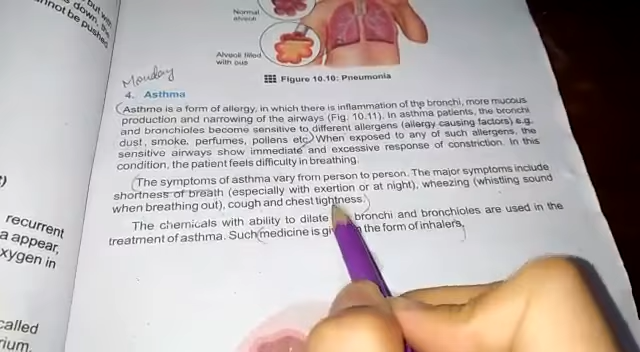 but with
s down, the
nnot be pushed
Normal
alveoli
Alveoli filled
with pus
Figure 10.10: Pneumonia
Monday
4. Asthma
(Asthma is a form of allergy, in which there is inflammation of the bronchi, more mucous
production and narrowing of the airways (Fig. 10.11). In asthma patients, the bronchi
and bronchioles become sensitive to different allergens (allergy causing factors) e.g.
dust, smoke, perfumes, pollens etc) When exposed to any of such allergens, the
sensitive airways show immediate and excessive response of constriction. In this
condition, the patient feels difficulty in breathing.
(The symptoms of asthma vary from person to person. The major symptoms include
shortness of breath (especially with exertion or at night), wheezing (whistling sound
when breathing out), cough and chest tightness.)
The chemicals with ability to dilate bronchi and bronchioles are used in the
treatment of asthma. Such (medicine is in the form of inhalers)
recurrent
a appear,
xygen in
called
rium.